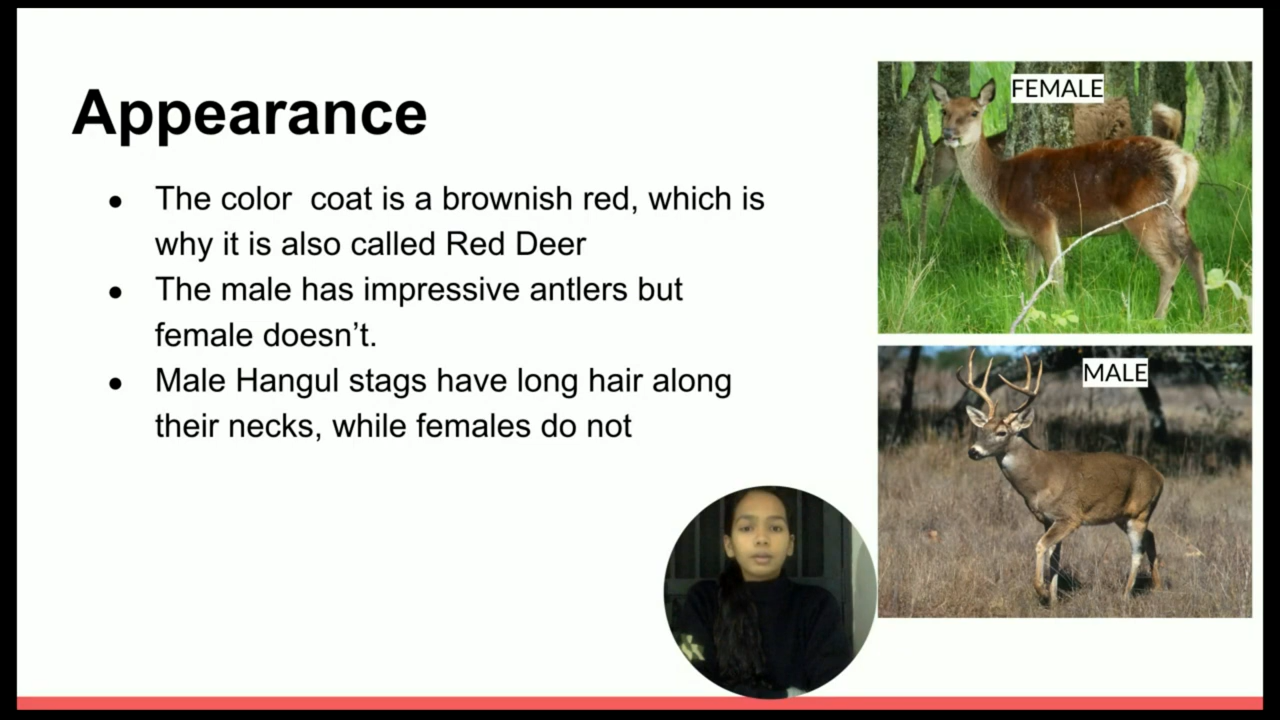 Appearance
● The color  coat is a brownish red, which is
why it is also called Red Deer
● The male has impressive antlers but
female doesn’t.
● Male Hangul stags have long hair along
their necks, while females do not
FEMALE
MALE